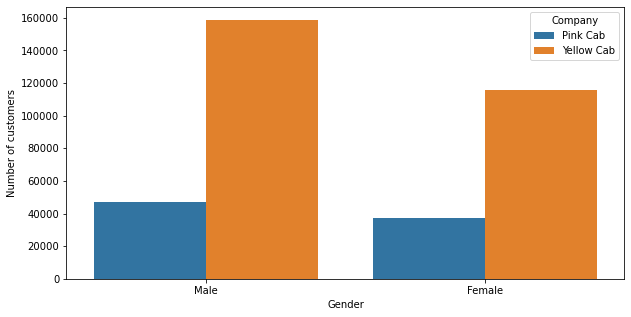 160000
140000
120000
100000
80000
60000
40000
20000
0
Number of customers
Company
Pink Cab
Yellow Cab
Male
Female
Gender